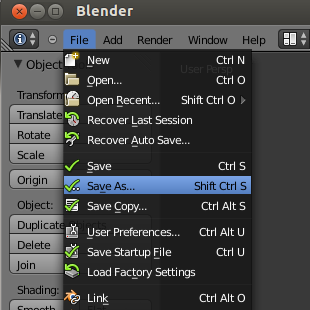 Blender
File Add Render Window Help
New Ctrl N
Open... Ctrl O
Open Recent... Shift Ctrl O
Recover Last Session
Recover Auto Save...
Save Ctrl S
Save As... Shift Ctrl S
Save Copy... Ctrl Alt S
User Preferences... Ctrl Alt U
Save Startup File Ctrl U
Load Factory Settings
Link Ctrl Alt O
User Persp
Object
Transform
Translate
Rotate
Scale
Origin
Object:
Duplicate
Delete
Join
Shading:
Smooth